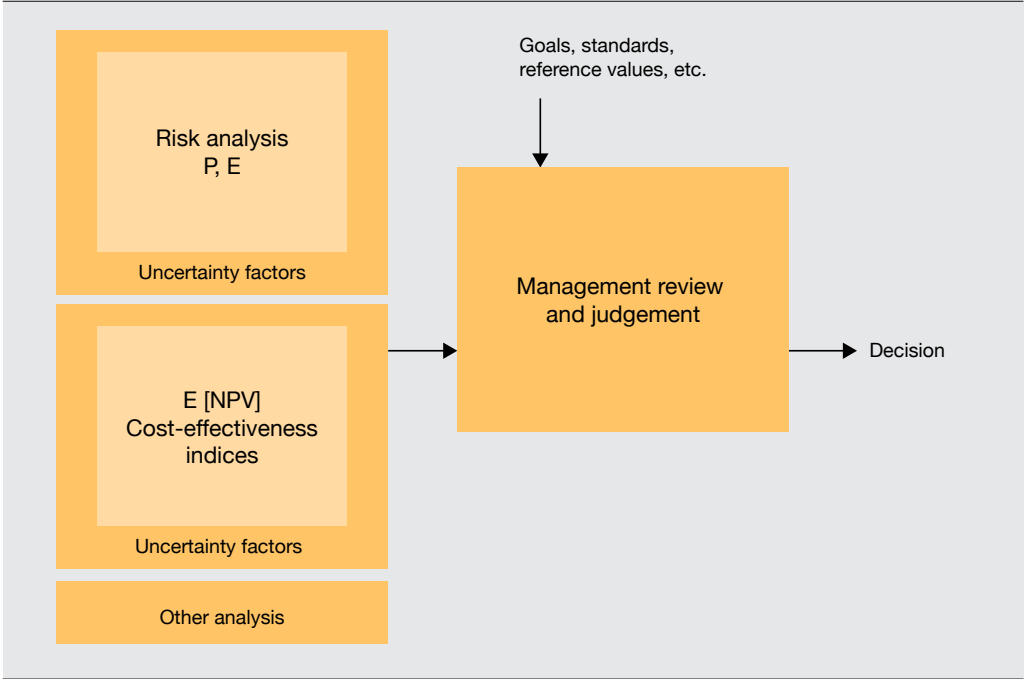 Risk analysis
P, E
Uncertainty factors
E [NPV]
Cost-effectiveness
indices
Uncertainty factors
Other analysis
Goals, standards,
reference values, etc.
Management review
and judgement
Decision